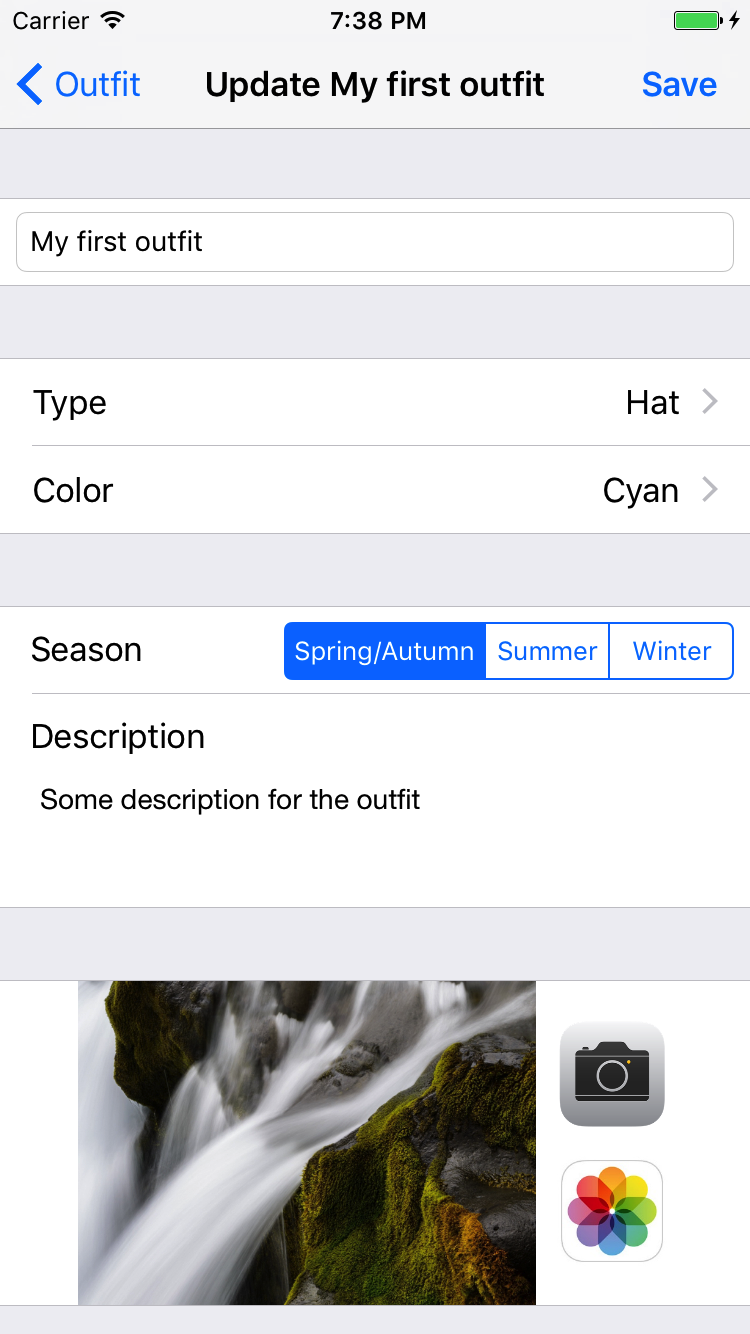 Carrier 7:38 PM
Outfit Update My first outfit Save
My first outfit
Type Hat
Color Cyan
Season Spring/Autumn Summer Winter
Description
Some description for the outfit